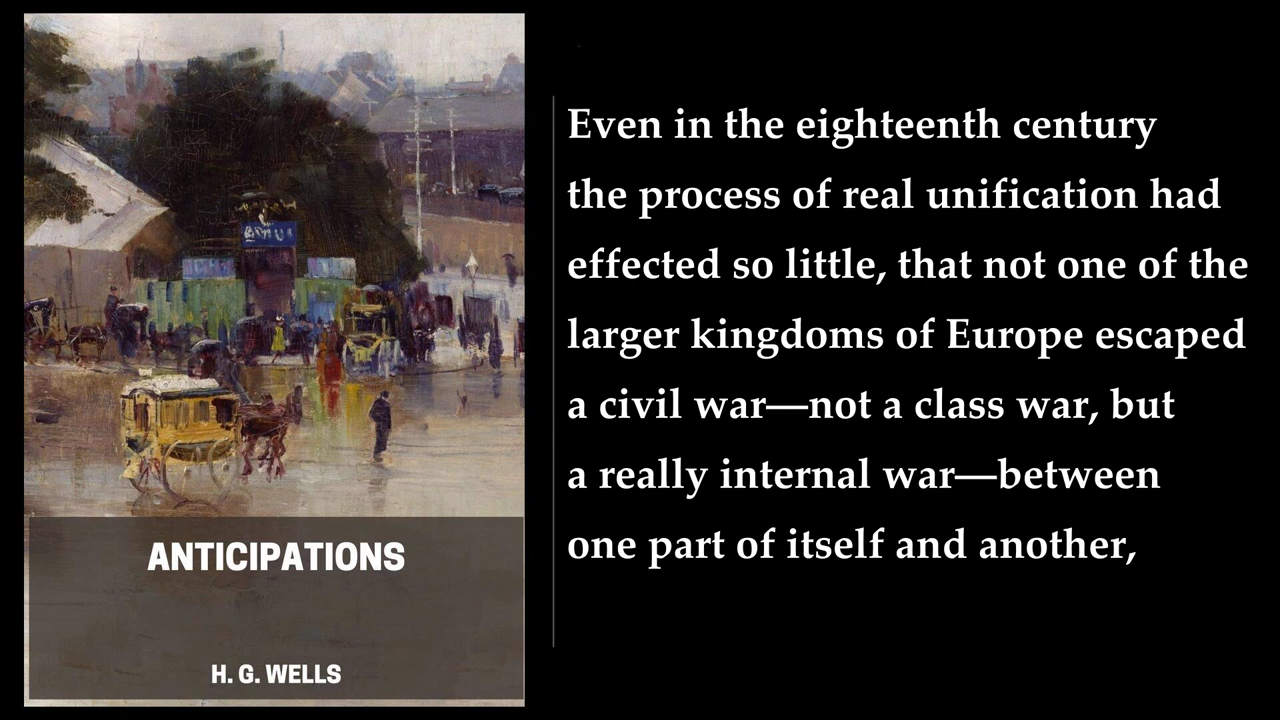 ANTICIPATIONS
H. G. WELLS
Even in the eighteenth century
the process of real unification had
effected so little, that not one of the
larger kingdoms of Europe escaped
a civil war—not a class war, but
a really internal war—between
one part of itself and another,